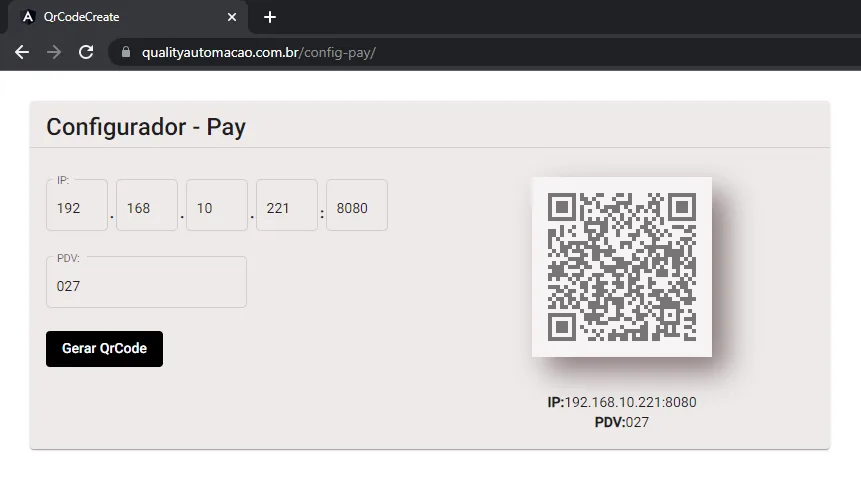 QrCodeCreate
qualityautomacao.com.br/config-pay/
Configurador - Pay
IP:
192 . 168 . 10 . 221 : 8080
PDV:
027
Gerar QrCode
IP:192.168.10.221:8080
PDV:027